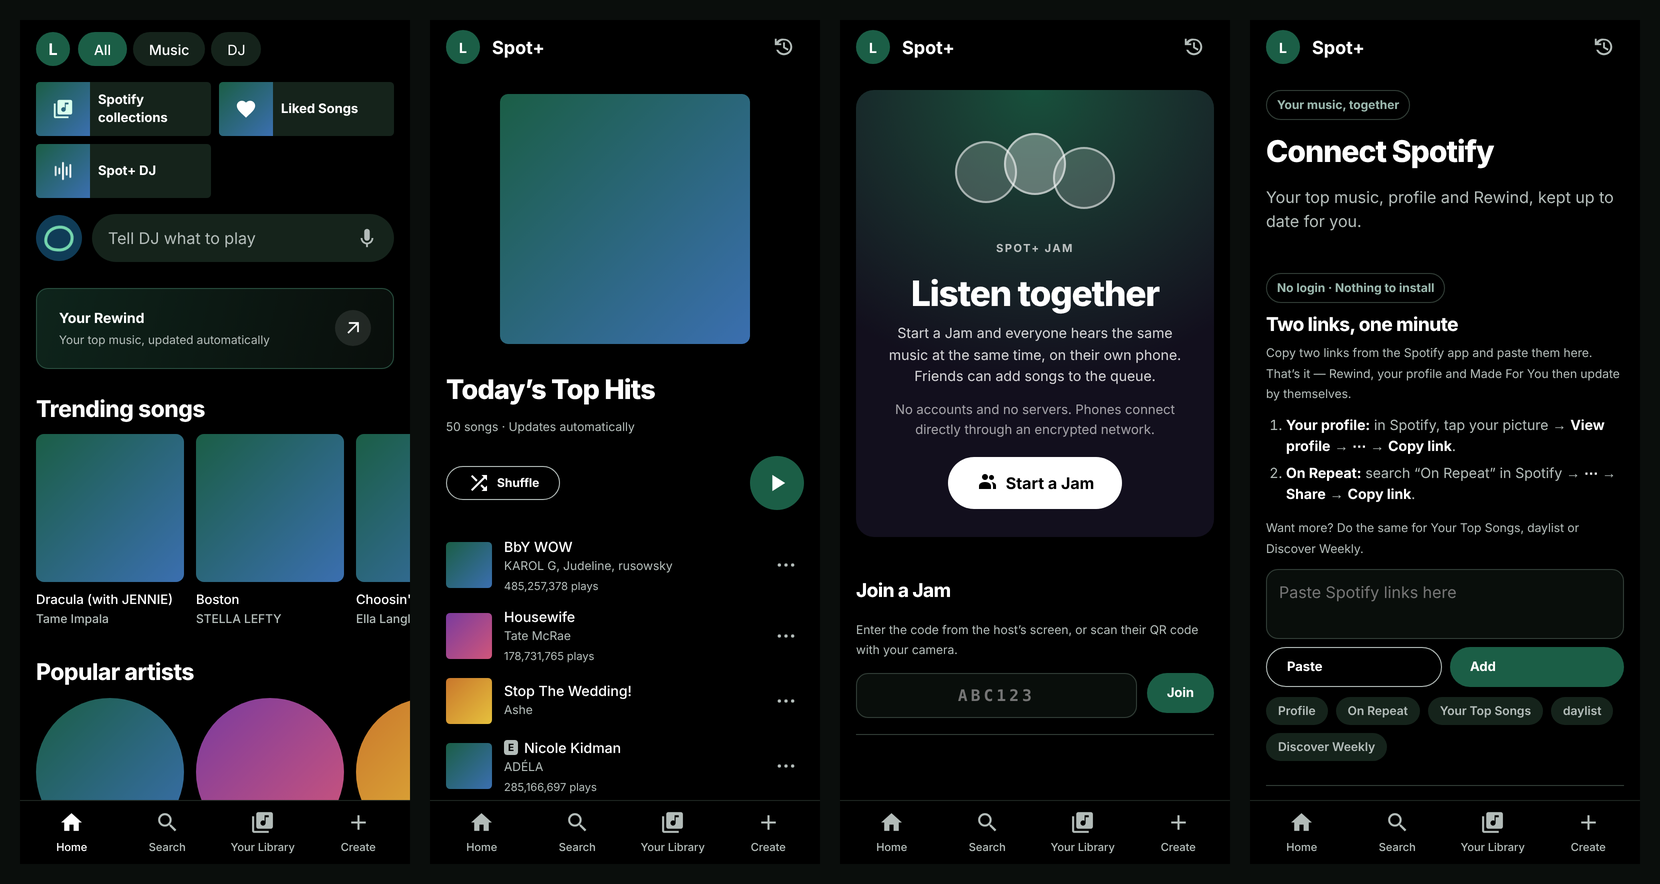 L
All
Music
DJ
Spotify
collections
Liked Songs
Spot+ DJ
Tell DJ what to play
Your Rewind
Your top music, updated automatically
Trending songs
Dracula (with JENNIE)
Tame Impala
Boston
STELLA LEFTY
Choosin'
Ella Langl
Popular artists
Home
Search
Your Library
Create
L
Spot+
Today's Top Hits
50 songs · Updates automatically
Shuffle
BbY WOW
KAROL G, Judeline, rusowsky
485,257,378 plays
Housewife
Tate McRae
178,731,765 plays
Stop The Wedding!
Ashe
E Nicole Kidman
ADÉLA
285,166,697 plays
Home
Search
Your Library
Create
L
Spot+
SPOT+ JAM
Listen together
Start a Jam and everyone hears the same
music at the same time, on their own phone.
Friends can add songs to the queue.
No accounts and no servers. Phones connect
directly through an encrypted network.
Start a Jam
Join a Jam
Enter the code from the host's screen, or scan their QR code
with your camera.
ABC123
Join
Home
Search
Your Library
Create
L
Spot+
Your music, together
Connect Spotify
Your top music, profile and Rewind, kept up to
date for you.
No login · Nothing to install
Two links, one minute
Copy two links from the Spotify app and paste them here.
That's it — Rewind, your profile and Made For You then update
by themselves.
1. Your profile: in Spotify, tap your picture → View
profile → ··· → Copy link.
2. On Repeat: search “On Repeat” in Spotify → ··· →
Share → Copy link.
Want more? Do the same for Your Top Songs, daylist or
Discover Weekly.
Paste Spotify links here
Paste
Add
Profile
On Repeat
Your Top Songs
daylist
Discover Weekly
Home
Search
Your Library
Create